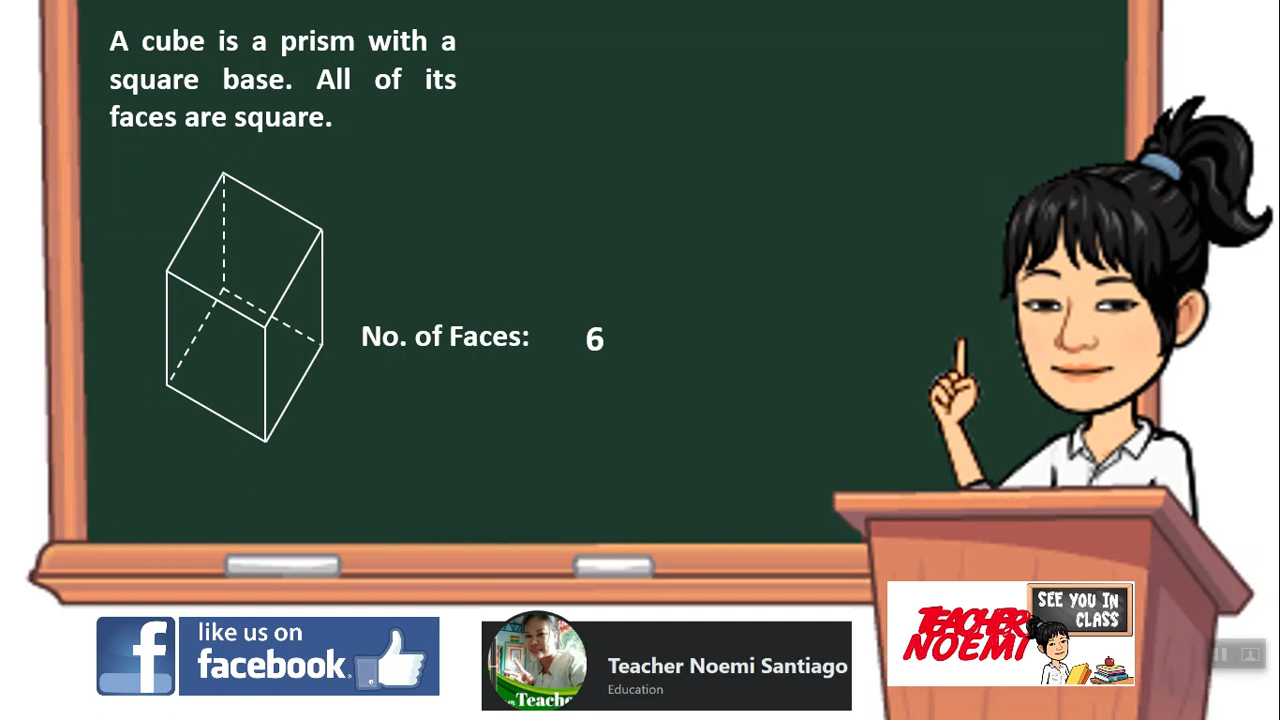 A cube is a prism with a
square base. All of its
faces are square.
No. of Faces: 6
like us on
facebook.
Teacher Noemi Santiago
Education
SEE YOU IN
CLASS
TEACHER
NOEMI